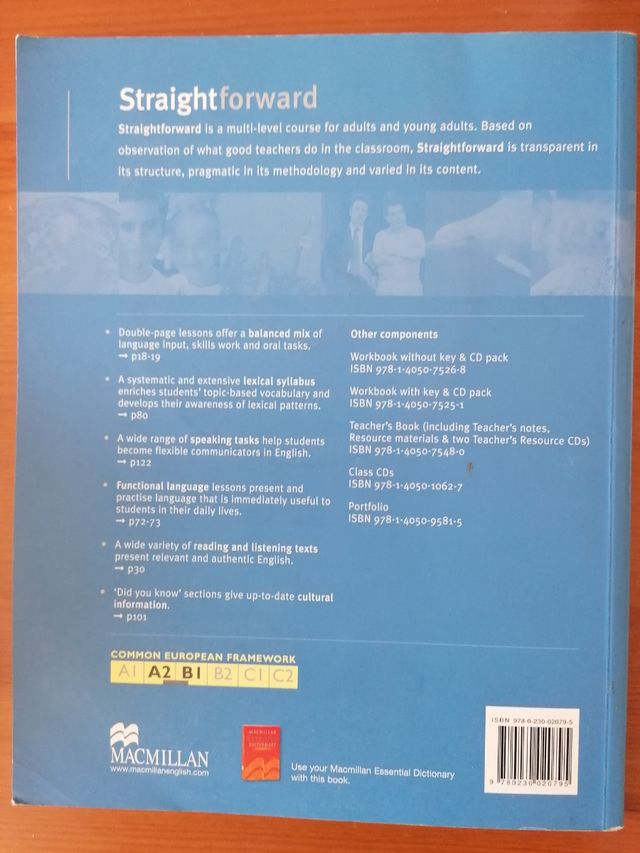 Straightforward
Straightforward is a multi-level course for adults and young adults. Based on
observation of what good teachers do in the classroom, Straightforward is transparent in
its structure, pragmatic in its methodology and varied in its content.
• Double-page lessons offer a balanced mix of
language input, skills work and oral tasks.
→ p18-19
• A systematic and extensive lexical syllabus
enriches students' topic-based vocabulary and
develops their awareness of lexical patterns.
→ p80
• A wide range of speaking tasks help students
become flexible communicators in English.
→ p122
• Functional language lessons present and
practise language that is immediately useful to
students in their daily lives.
→ p72-73
• A wide variety of reading and listening texts
present relevant and authentic English.
→ p30
• 'Did you know' sections give up-to-date cultural
information.
→ p101
Other components
Workbook without key & CD pack
ISBN 978-1-4050-7526-8
Workbook with key & CD pack
ISBN 978-1-4050-7525-1
Teacher's Book (including Teacher's notes,
Resource materials & two Teacher's Resource CDs)
ISBN 978-1-4050-7548-0
Class CDs
ISBN 978-1-4050-1062-7
Portfolio
ISBN 978-1-4050-9581-5
COMMON EUROPEAN FRAMEWORK
A1 A2 B1 B2 C1 C2
MACMILLAN
www.macmillanenglish.com
MACMILLAN
DICTIONARY
Use your Macmillan Essential Dictionary
with this book.
ISBN 978-0-230-02079-5
9 780230 020795